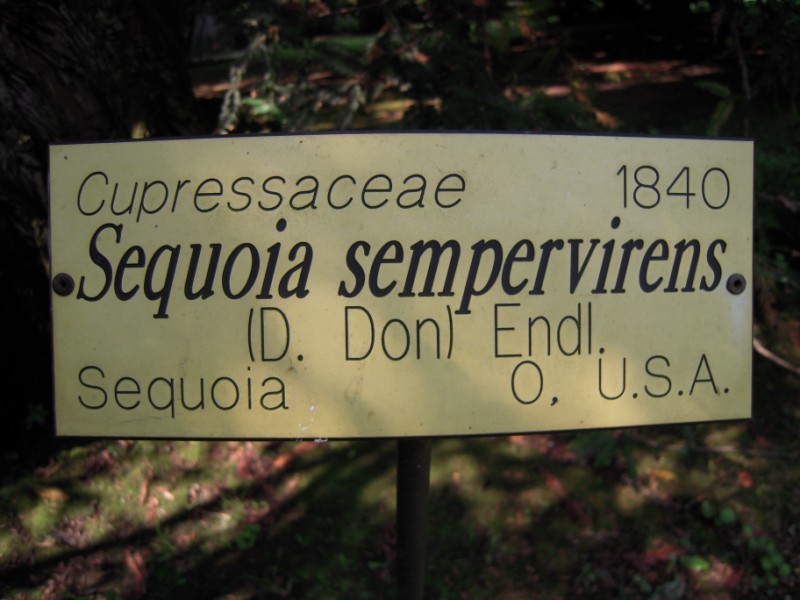 Cupressaceae 1840
Sequoia sempervirens
(D. Don) Endl.
Sequoia O, U.S.A.